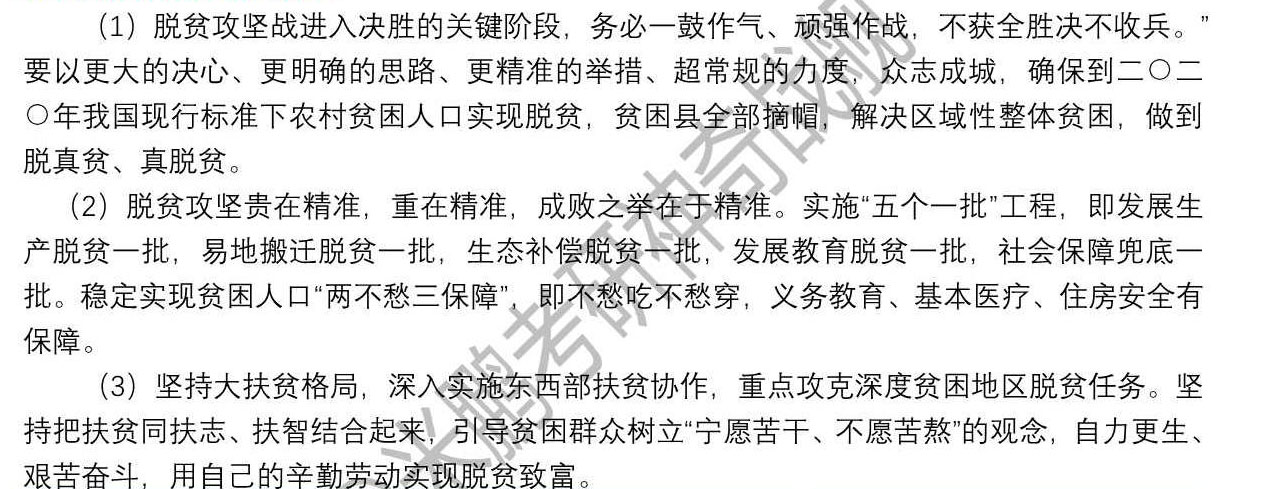 (1) 脱贫攻坚战进入决胜的关键阶段，务必一鼓作气、顽强作战，不获全胜决不收兵。”
要以更大的决心、更明确的思路、更精准的举措、超常规的力度，众志成城，确保到二〇二
〇年我国现行标准下农村贫困人口实现脱贫，贫困县全部摘帽，解决区域性整体贫困，做到
脱真贫、真脱贫。
(2) 脱贫攻坚贵在精准，重在精准，成败之举在于精准。实施“五个一批”工程，即发展生
产脱贫一批，易地搬迁脱贫一批，生态补偿脱贫一批，发展教育脱贫一批，社会保障兜底一
批。稳定实现贫困人口“两不愁三保障”，即不愁吃不愁穿，义务教育、基本医疗、住房安全有
保障。
(3) 坚持大扶贫格局，深入实施东西部扶贫协作，重点攻克深度贫困地区脱贫任务。坚
持把扶贫同扶志、扶智结合起来，引导贫困群众树立“宁愿苦干、不愿苦熬”的观念，自力更生、
艰苦奋斗，用自己的辛勤劳动实现脱贫致富。
米鹏考研神奇战舰